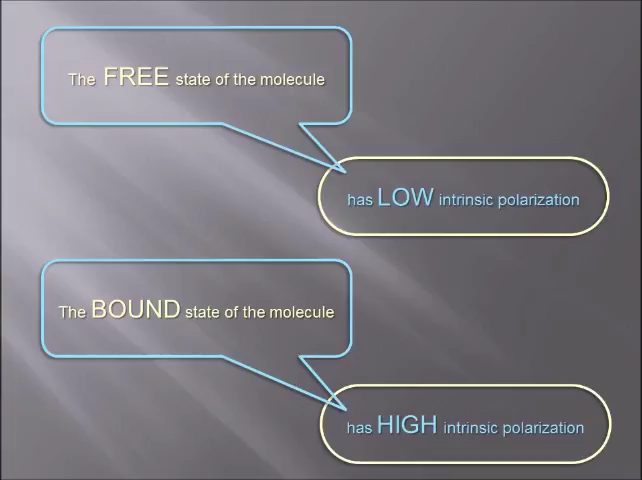 The FREE state of the molecule
has LOW intrinsic polarization
The BOUND state of the molecule
has HIGH intrinsic polarization